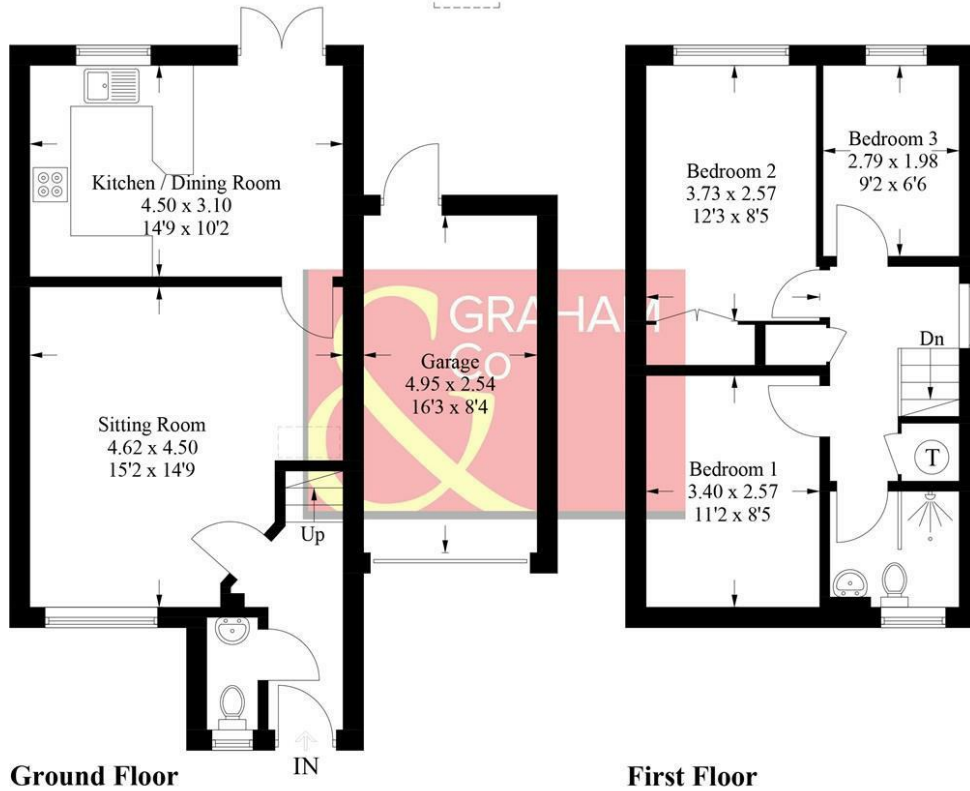 Kitchen / Dining Room
4.50 x 3.10
14'9 x 10'2
Sitting Room
4.62 x 4.50
15'2 x 14'9
Up
IN
Ground Floor
GRAHAM
& Co
Garage
4.95 x 2.54
16'3 x 8'4
Bedroom 2
3.73 x 2.57
12'3 x 8'5
Bedroom 3
2.79 x 1.98
9'2 x 6'6
Dn
Bedroom 1
3.40 x 2.57
11'2 x 8'5
T
First Floor